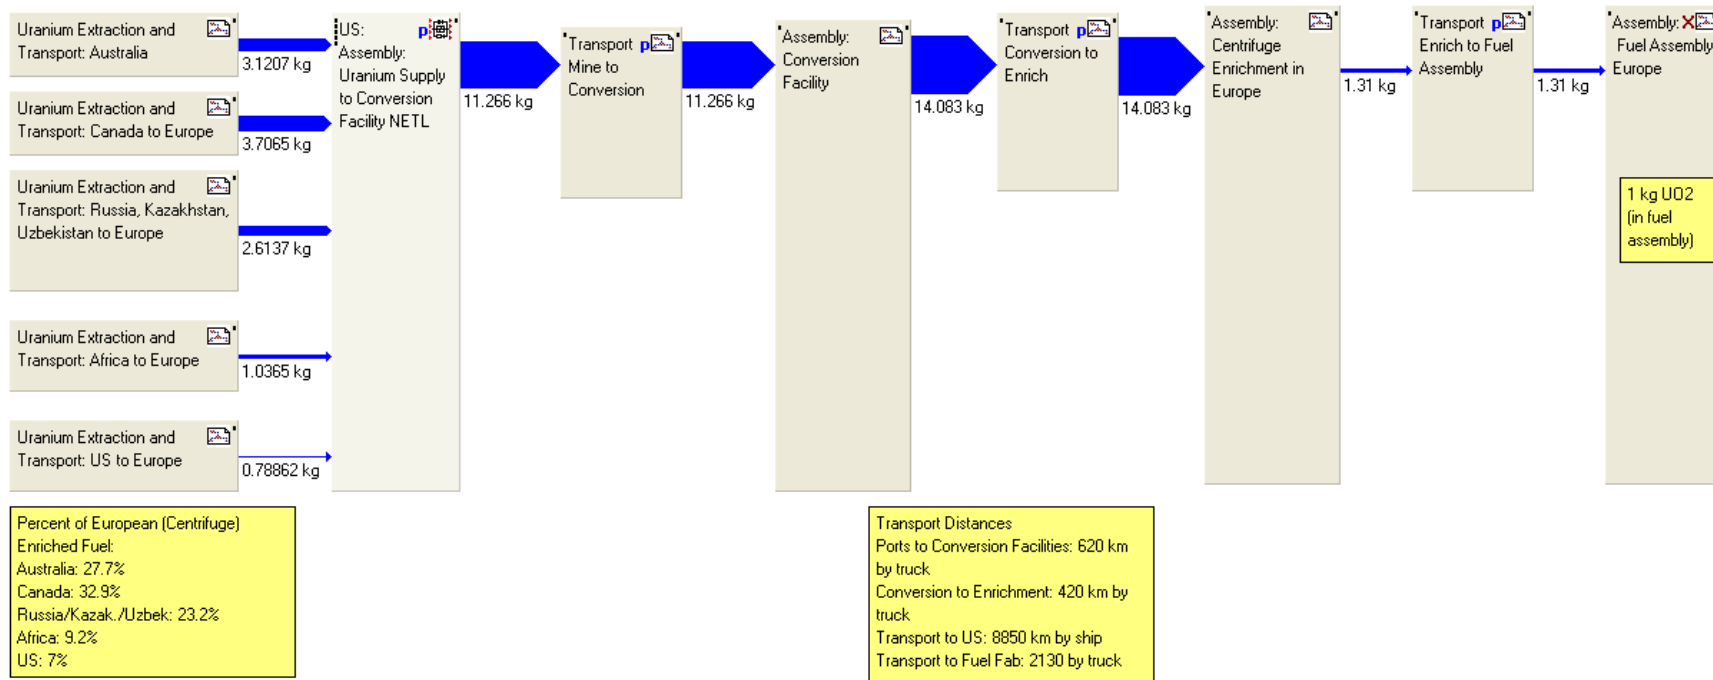 Uranium Extraction and
Transport: Australia
3.1207 kg
Uranium Extraction and
Transport: Canada to Europe
3.7065 kg
Uranium Extraction and
Transport: Russia, Kazakhstan,
Uzbekistan to Europe
2.6137 kg
Uranium Extraction and
Transport: Africa to Europe
1.0365 kg
Uranium Extraction and
Transport: US to Europe
0.78862 kg
US: p
Assembly:
Uranium Supply
to Conversion
Facility NETL
11.266 kg
Transport p
Mine to
Conversion
11.266 kg
Assembly:
Conversion
Facility
14.083 kg
Transport p
Conversion to
Enrich
14.083 kg
Assembly:
Centrifuge
Enrichment in
Europe
1.31 kg
Transport p
Enrich to Fuel
Assembly
1.31 kg
Assembly: X
Fuel Assembly
Europe
1 kg UO2
(in fuel
assembly)
Percent of European (Centrifuge)
Enriched Fuel:
Australia: 27.7%
Canada: 32.9%
Russia/Kazak./Uzbek: 23.2%
Africa: 9.2%
US: 7%
Transport Distances
Ports to Conversion Facilities: 620 km
by truck
Conversion to Enrichment: 420 km by
truck
Transport to US: 8850 km by ship
Transport to Fuel Fab: 2130 by truck